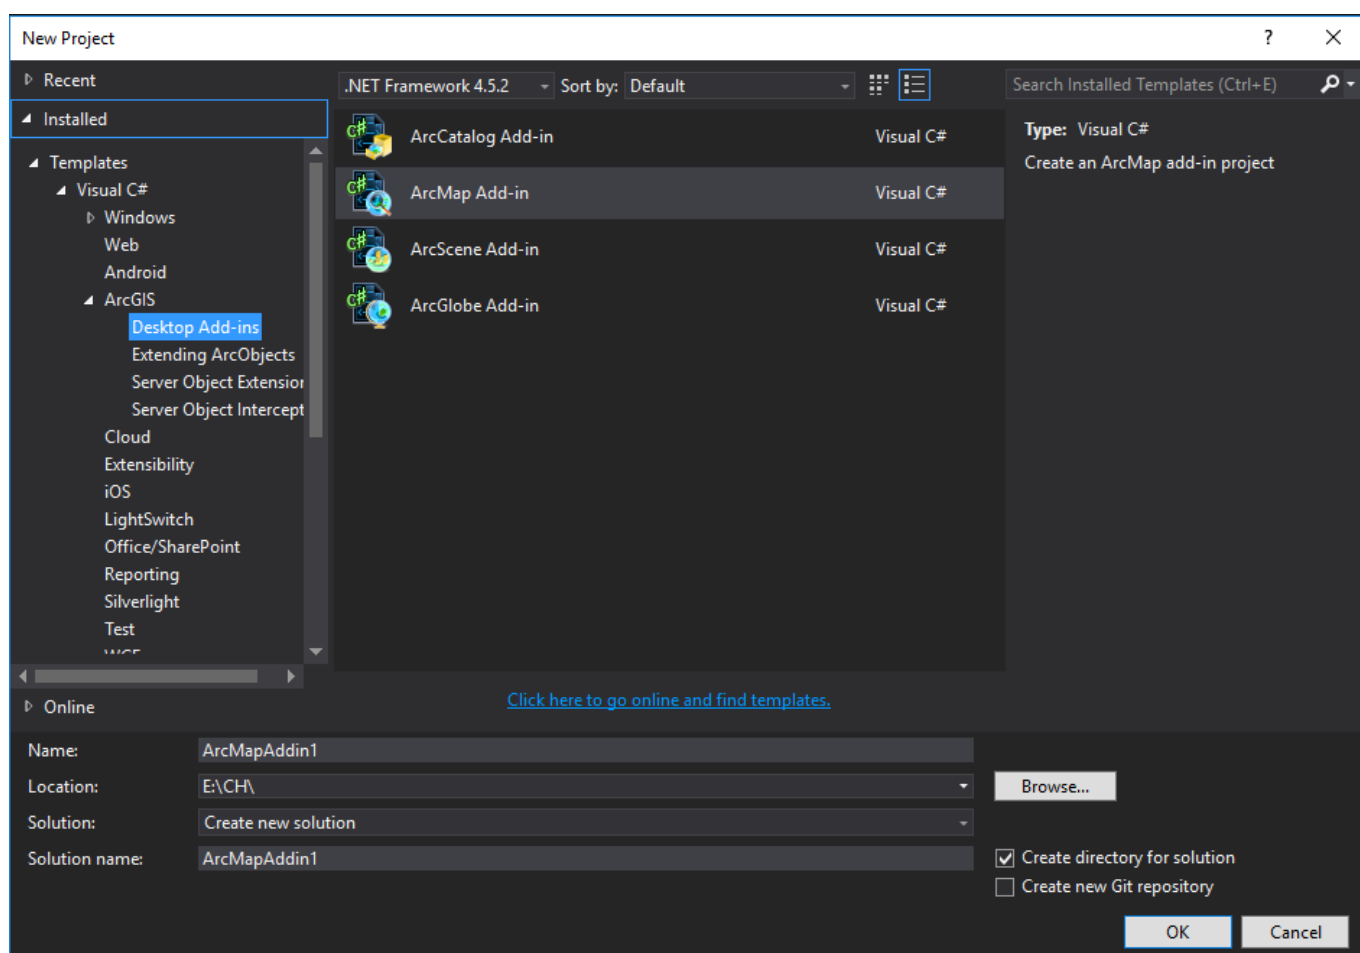 New Project
?
Recent
Installed
Templates
Visual C#
Windows
Web
Android
ArcGIS
Desktop Add-ins
Extending ArcObjects
Server Object Extension
Server Object Intercept
Cloud
Extensibility
iOS
LightSwitch
Office/SharePoint
Reporting
Silverlight
Test
Online
.NET Framework 4.5.2 Sort by: Default
ArcCatalog Add-in Visual C#
ArcMap Add-in Visual C#
ArcScene Add-in Visual C#
ArcGlobe Add-in Visual C#
Click here to go online and find templates.
Search Installed Templates (Ctrl+E)
Type: Visual C#
Create an ArcMap add-in project
Name: ArcMapAddin1
Location: E:\CH\ Browse...
Solution: Create new solution
Solution name: ArcMapAddin1
Create directory for solution
Create new Git repository
OK Cancel